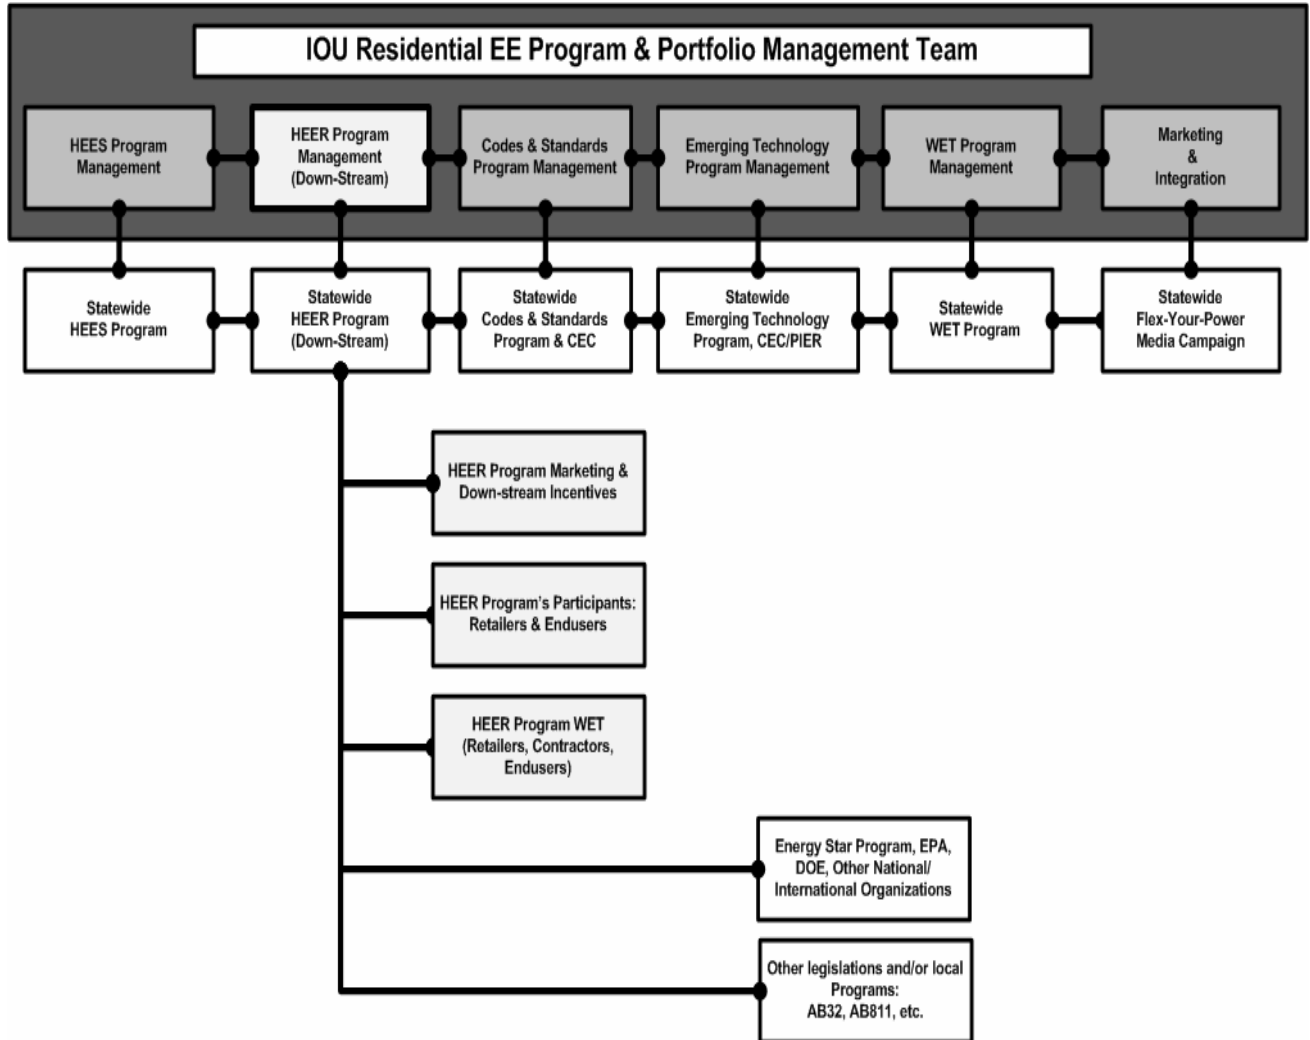 IOU Residential EE Program & Portfolio Management Team
HEES Program
Management
HEER Program
Management
(Down-Stream)
Codes & Standards
Program Management
Emerging Technology
Program Management
WET Program
Management
Marketing
&
Integration
Statewide
HEES Program
Statewide
HEER Program
(Down-Stream)
Statewide
Codes & Standards
Program & CEC
Statewide
Emerging Technology
Program, CEC/PIER
Statewide
WET Program
Statewide
Flex-Your-Power
Media Campaign
HEER Program Marketing &
Down-stream Incentives
HEER Program’s Participants:
Retailers & Endusers
HEER Program WET
(Retailers, Contractors,
Endusers)
Energy Star Program, EPA,
DOE, Other National/
International Organizations
Other legislations and/or local
Programs:
AB32, AB811, etc.